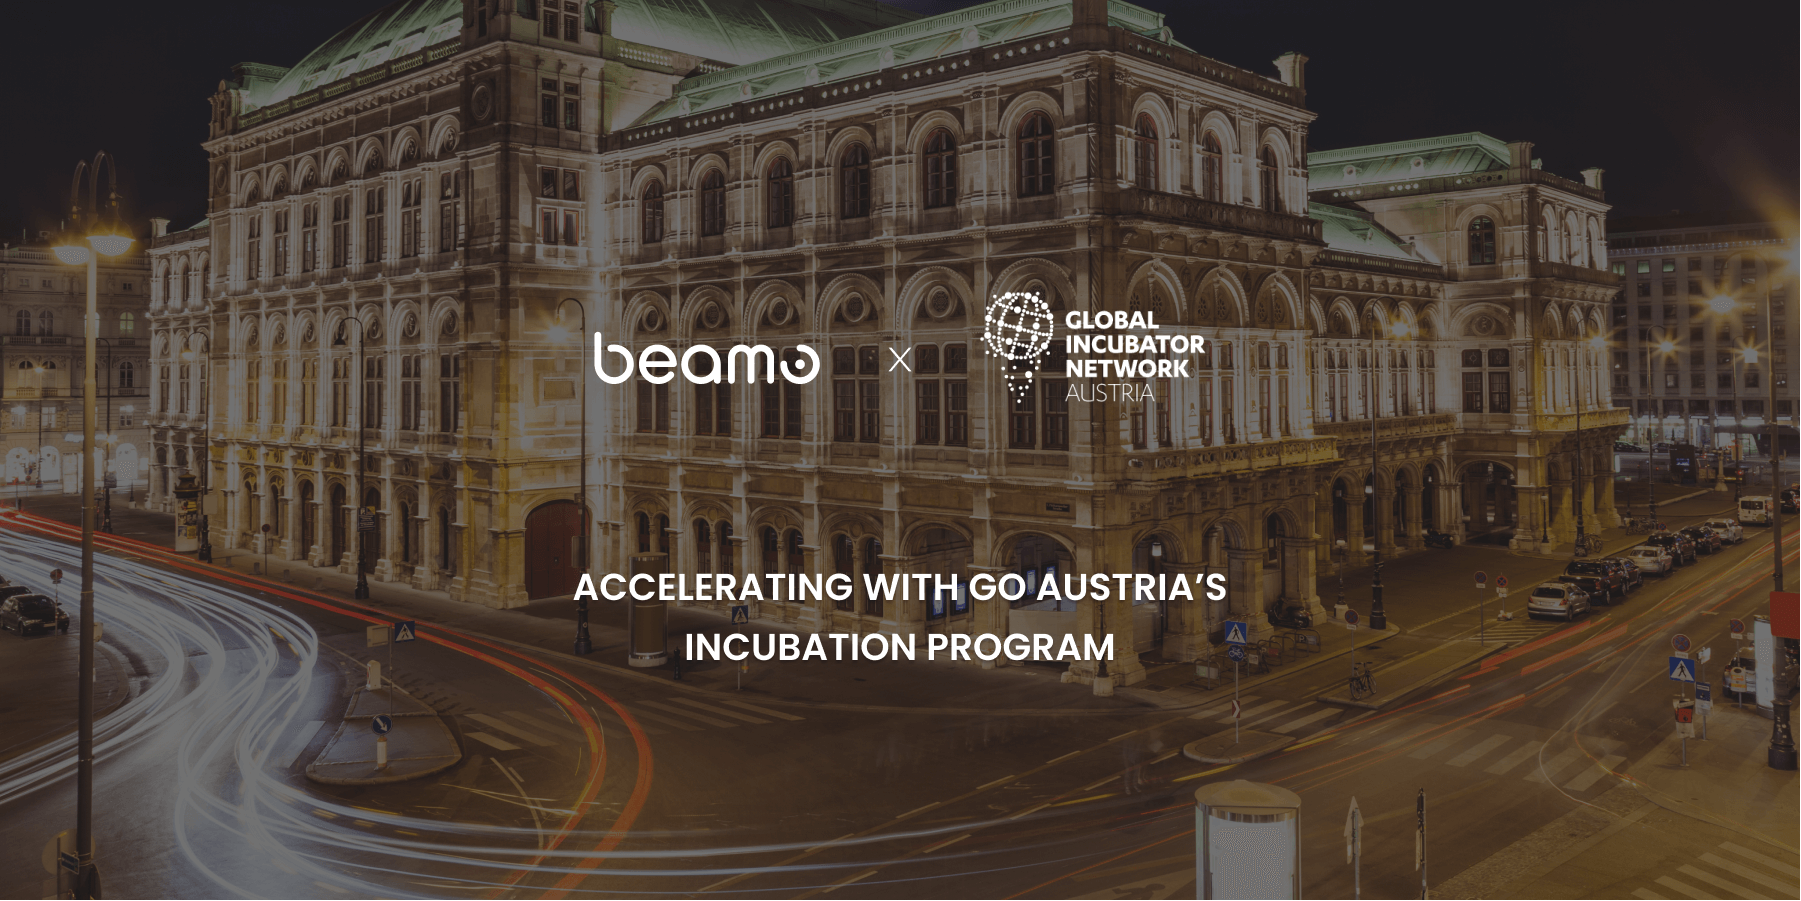 beamo
X
GLOBAL
INCUBATOR
NETWORK
AUSTRIA
ACCELERATING WITH GO AUSTRIA’S
INCUBATION PROGRAM